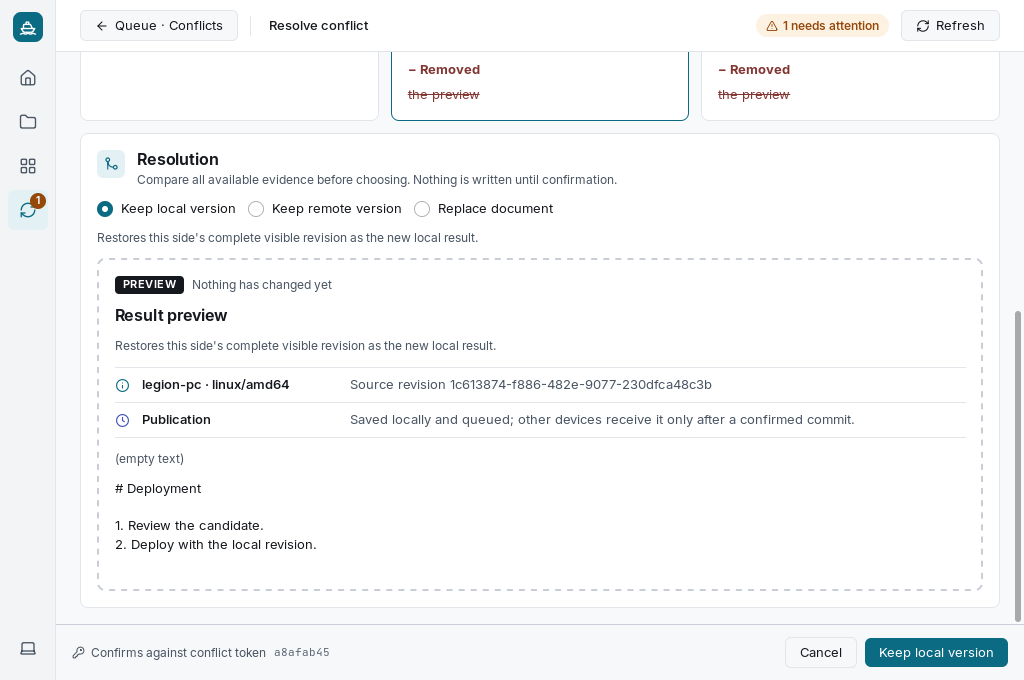 Queue · Conflicts
Resolve conflict
1 needs attention
Refresh
− Removed
the preview
− Removed
the preview
1
Resolution
Compare all available evidence before choosing. Nothing is written until confirmation.
Keep local version
Keep remote version
Replace document
Restores this side's complete visible revision as the new local result.
PREVIEW Nothing has changed yet
Result preview
Restores this side's complete visible revision as the new local result.
legion-pc · linux/amd64 Source revision 1c613874-f886-482e-9077-230dfca48c3b
Publication Saved locally and queued; other devices receive it only after a confirmed commit.
(empty text)
# Deployment
1. Review the candidate.
2. Deploy with the local revision.
Confirms against conflict token a8afab45
Cancel
Keep local version